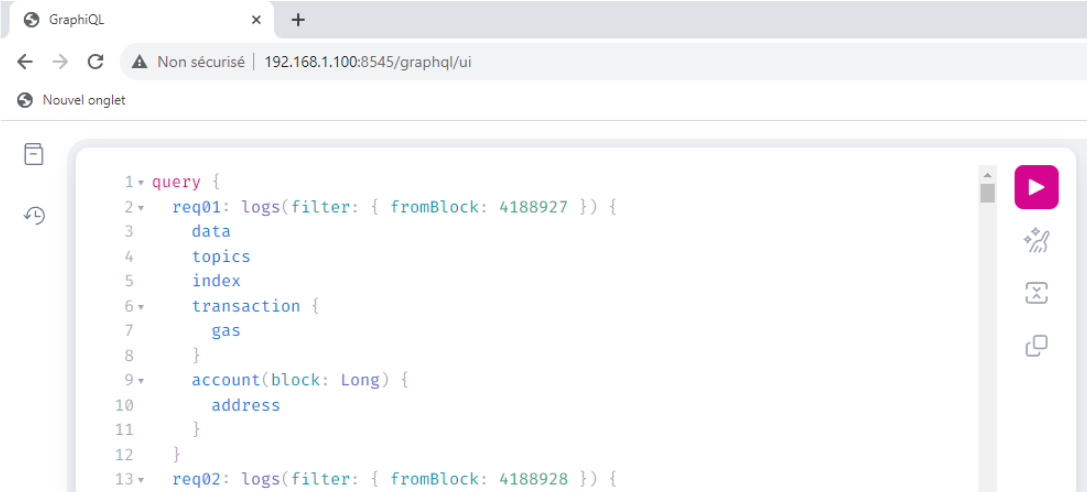 GraphiQL
Non sécurisé | 192.168.1.100:8545/graphql/ui
Nouvel onglet
1 query {
2 req01: logs(filter: { fromBlock: 4188927 }) {
3 data
4 topics
5 index
6 transaction {
7 gas
8 }
9 account(block: Long) {
10 address
11 }
12 }
13 req02: logs(filter: { fromBlock: 4188928 }) {